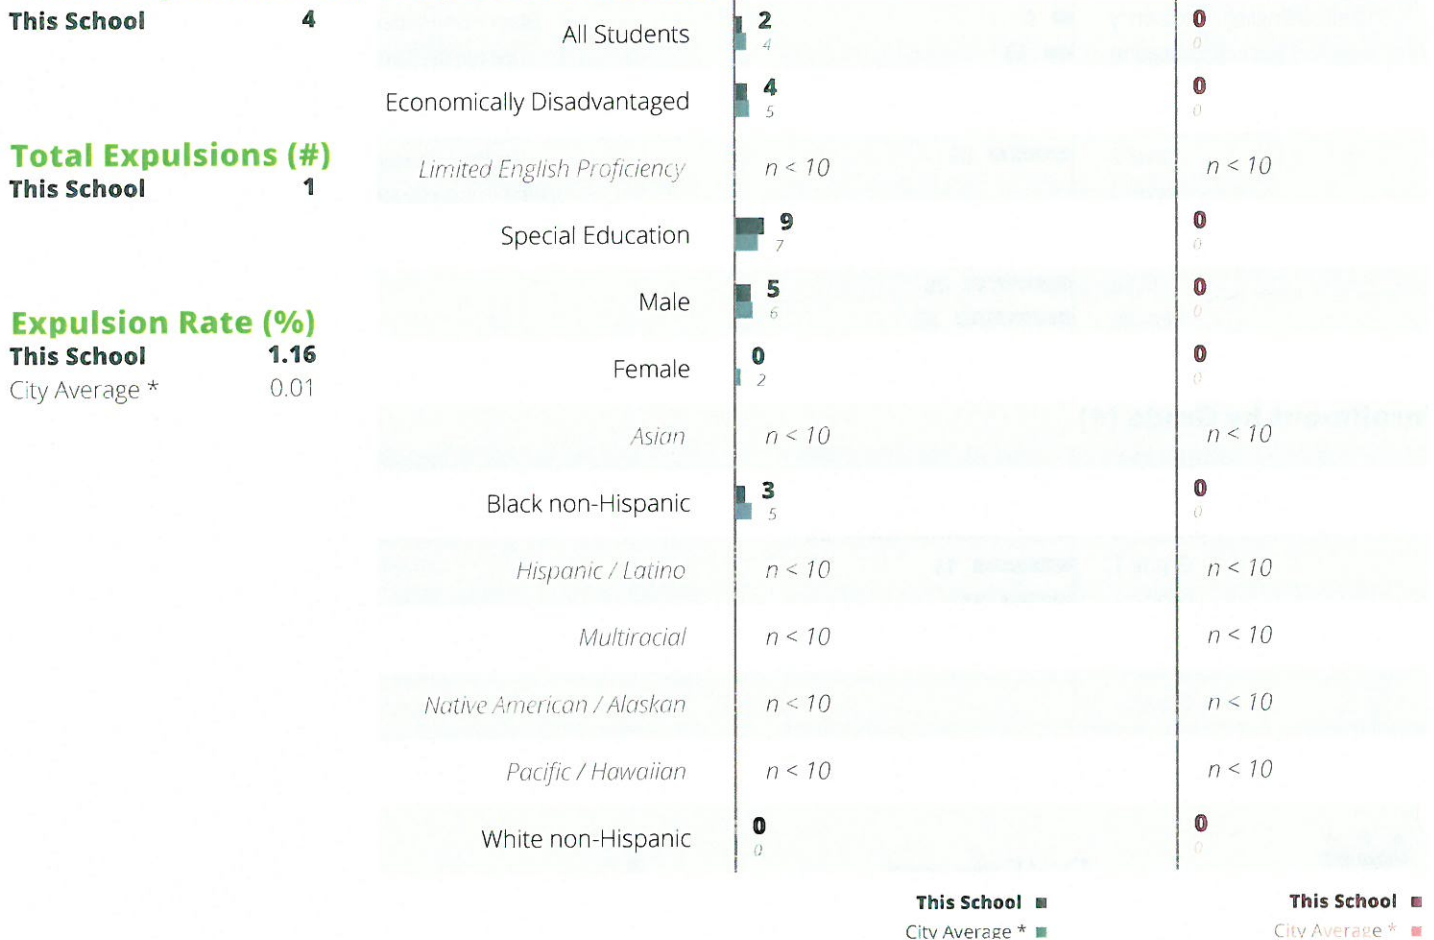 This School 4
Total Expulsions (#)
This School 1
Expulsion Rate (%)
This School 1.16
City Average * 0.01
All Students 2 0
4 0
Economically Disadvantaged 4 0
5 0
Limited English Proficiency n < 10 n < 10
Special Education 9 0
7 0
Male 5 0
6 0
Female 0 0
2 0
Asian n < 10 n < 10
Black non-Hispanic 3 0
5 0
Hispanic / Latino n < 10 n < 10
Multiracial n < 10 n < 10
Native American / Alaskan n < 10 n < 10
Pacific / Hawaiian n < 10 n < 10
White non-Hispanic 0 0
0 0
This School This School
City Average * City Average *